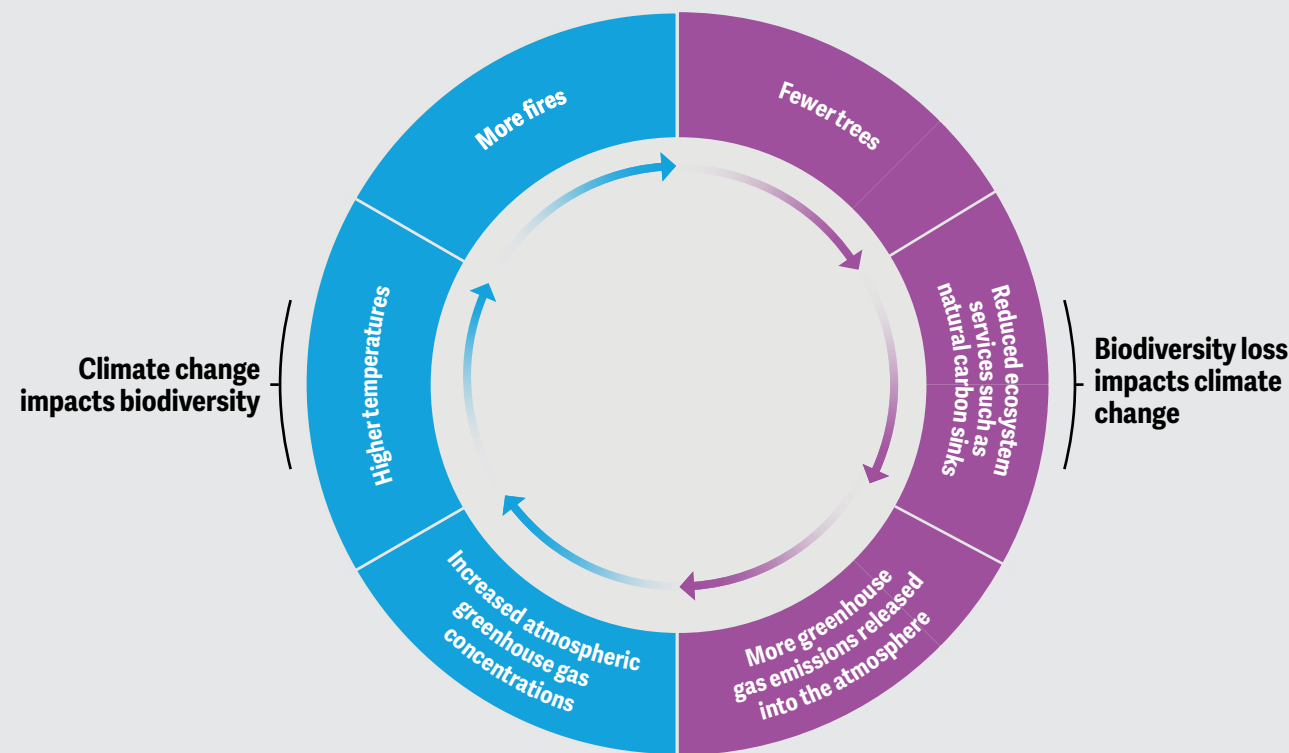 More fires
Fewer trees
Reduced ecosystem
services such as
natural carbon sinks
More greenhouse
gas emissions released
into the atmosphere
Increased atmospheric
greenhouse gas
concentrations
Higher temperatures
Climate change
impacts biodiversity
Biodiversity loss
impacts climate
change